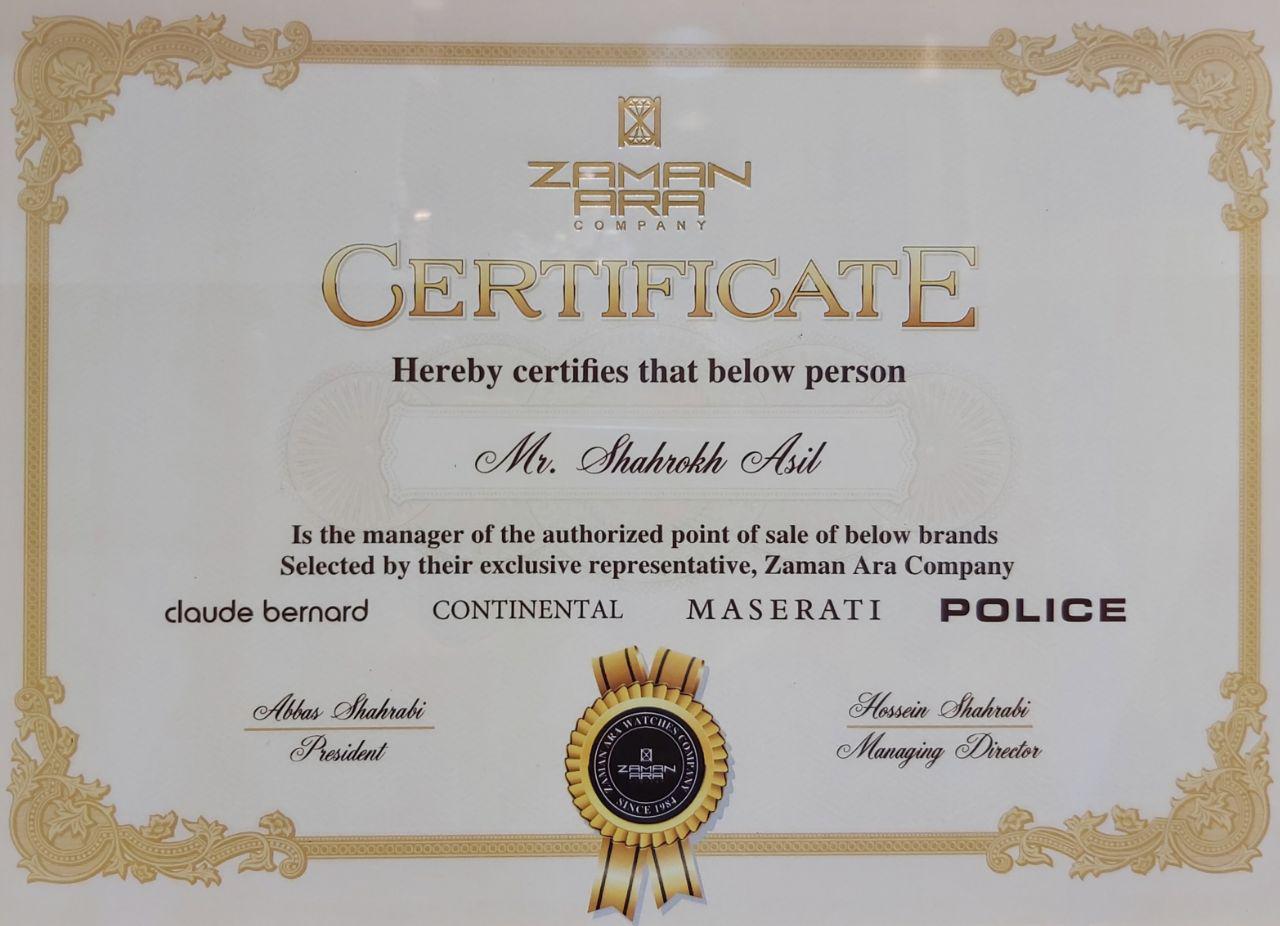 ZAMAN
ARA
COMPANY
CERTIFICATE
Hereby certifies that below person
Mr. Shahrokh Asil
Is the manager of the authorized point of sale of below brands
Selected by their exclusive representative, Zaman Ara Company
claude bernard CONTINENTAL MASERATI POLICE
Abbas Shahrabi
President
Hossein Shahrabi
Managing Director
ZAMAN ARA WATCHES COMPANY
ZAMAN
ARA
SINCE 1984